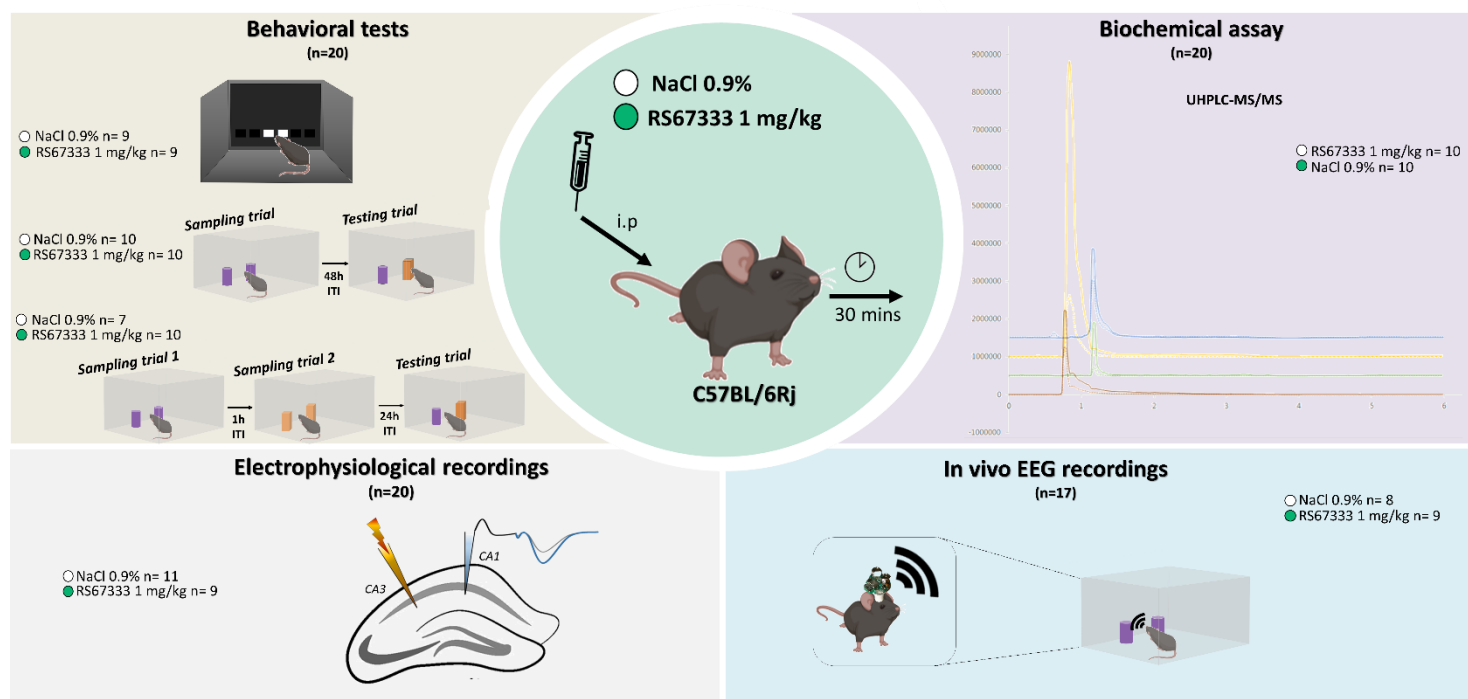 Behavioral tests
(n=20)
NaCl 0.9% n= 9
RS67333 1 mg/kg n= 9
Sampling trial
Testing trial
NaCl 0.9% n= 10
RS67333 1 mg/kg n= 10
48h
ITI
NaCl 0.9% n= 7
RS67333 1 mg/kg n= 10
Sampling trial 1
Sampling trial 2
Testing trial
1h
ITI
24h
ITI
NaCl 0.9%
RS67333 1 mg/kg
i.p
30 mins
C57BL/6Rj
Biochemical assay
(n=20)
UHPLC-MS/MS
RS67333 1 mg/kg n= 10
NaCl 0.9% n= 10
9000000
8000000
7000000
6000000
5000000
4000000
3000000
2000000
1000000
0
-1000000
0 1 2 3 4 5 6
Electrophysiological recordings
(n=20)
NaCl 0.9% n= 11
RS67333 1 mg/kg n= 9
CA3
CA1
In vivo EEG recordings
(n=17)
NaCl 0.9% n= 8
RS67333 1 mg/kg n= 9